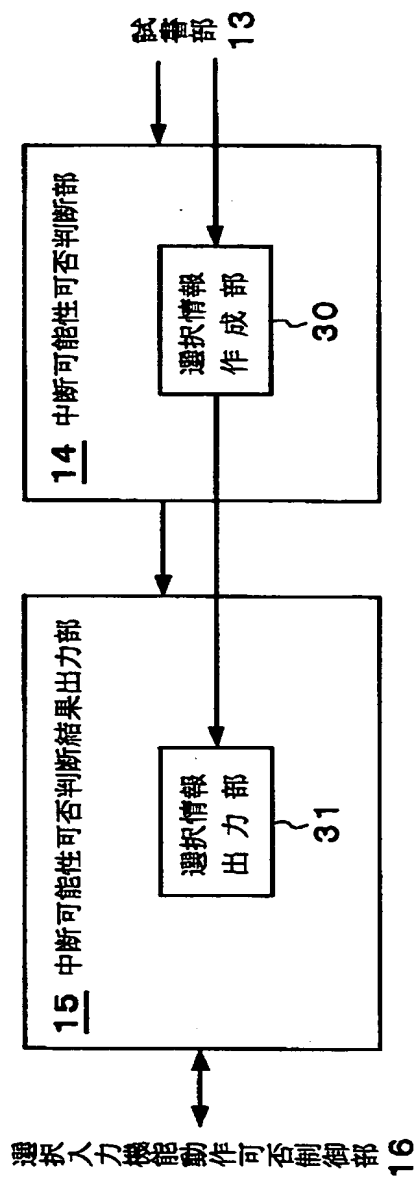 選択入力機能動作可否制御部 16
15 中断可能性可否判断結果出力部
選択情報
出力部
31
14 中断可能性可否判断部
選択情報
作成部
30
13